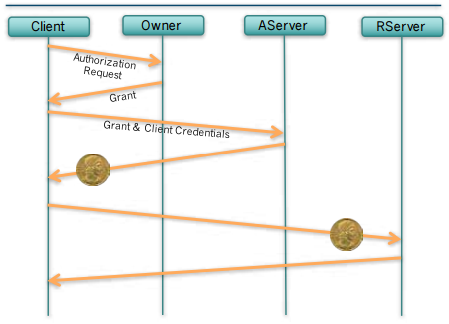 Client
Owner
AServer
RServer
Authorization
Request
Grant
Grant & Client Credentials